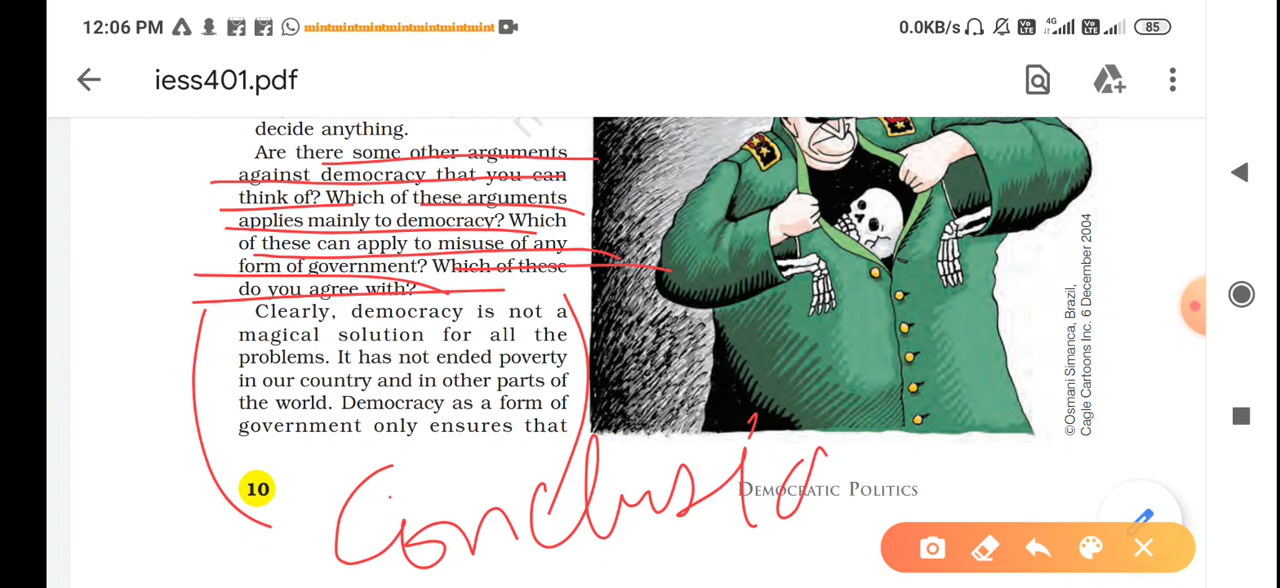 12:06 PM mintmintmintmintmintmintmint 0.0KB/s Vo LTE 4G Vo LTE 85
iess401.pdf
decide anything.
Are there some other arguments
against democracy that you can
think of? Which of these arguments
applies mainly to democracy? Which
of these can apply to misuse of any
form of government? Which of these
do you agree with?
Clearly, democracy is not a
magical solution for all the
problems. It has not ended poverty
in our country and in other parts of
the world. Democracy as a form of
government only ensures that
©Osmani Simanca, Brazil,
Cagle Cartoons Inc. 6 December 2004
Conclusio
10
Democratic Politics